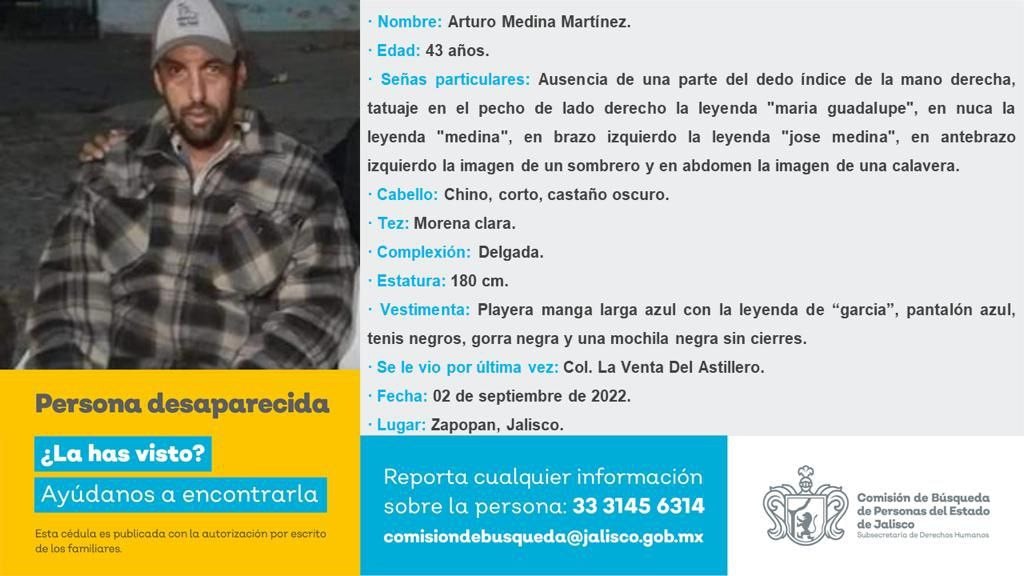 · Nombre: Arturo Medina Martínez.
· Edad: 43 años.
· Señas particulares: Ausencia de una parte del dedo índice de la mano derecha,
tatuaje en el pecho de lado derecho la leyenda "maria guadalupe", en nuca la
leyenda "medina", en brazo izquierdo la leyenda "jose medina", en antebrazo
izquierdo la imagen de un sombrero y en abdomen la imagen de una calavera.
· Cabello: Chino, corto, castaño oscuro.
· Tez: Morena clara.
· Complexión: Delgada.
· Estatura: 180 cm.
· Vestimenta: Playera manga larga azul con la leyenda de “garcia”, pantalón azul,
tenis negros, gorra negra y una mochila negra sin cierres.
· Se le vio por última vez: Col. La Venta Del Astillero.
· Fecha: 02 de septiembre de 2022.
· Lugar: Zapopan, Jalisco.
Persona desaparecida
¿La has visto?
Ayúdanos a encontrarla
Esta cédula es publicada con la autorización por escrito
de los familiares.
Reporta cualquier información
sobre la persona: 33 3145 6314
comisiondebusqueda@jalisco.gob.mx
Comisión de Búsqueda
de Personas del Estado
de Jalisco
Subsecretaría de Derechos Humanos